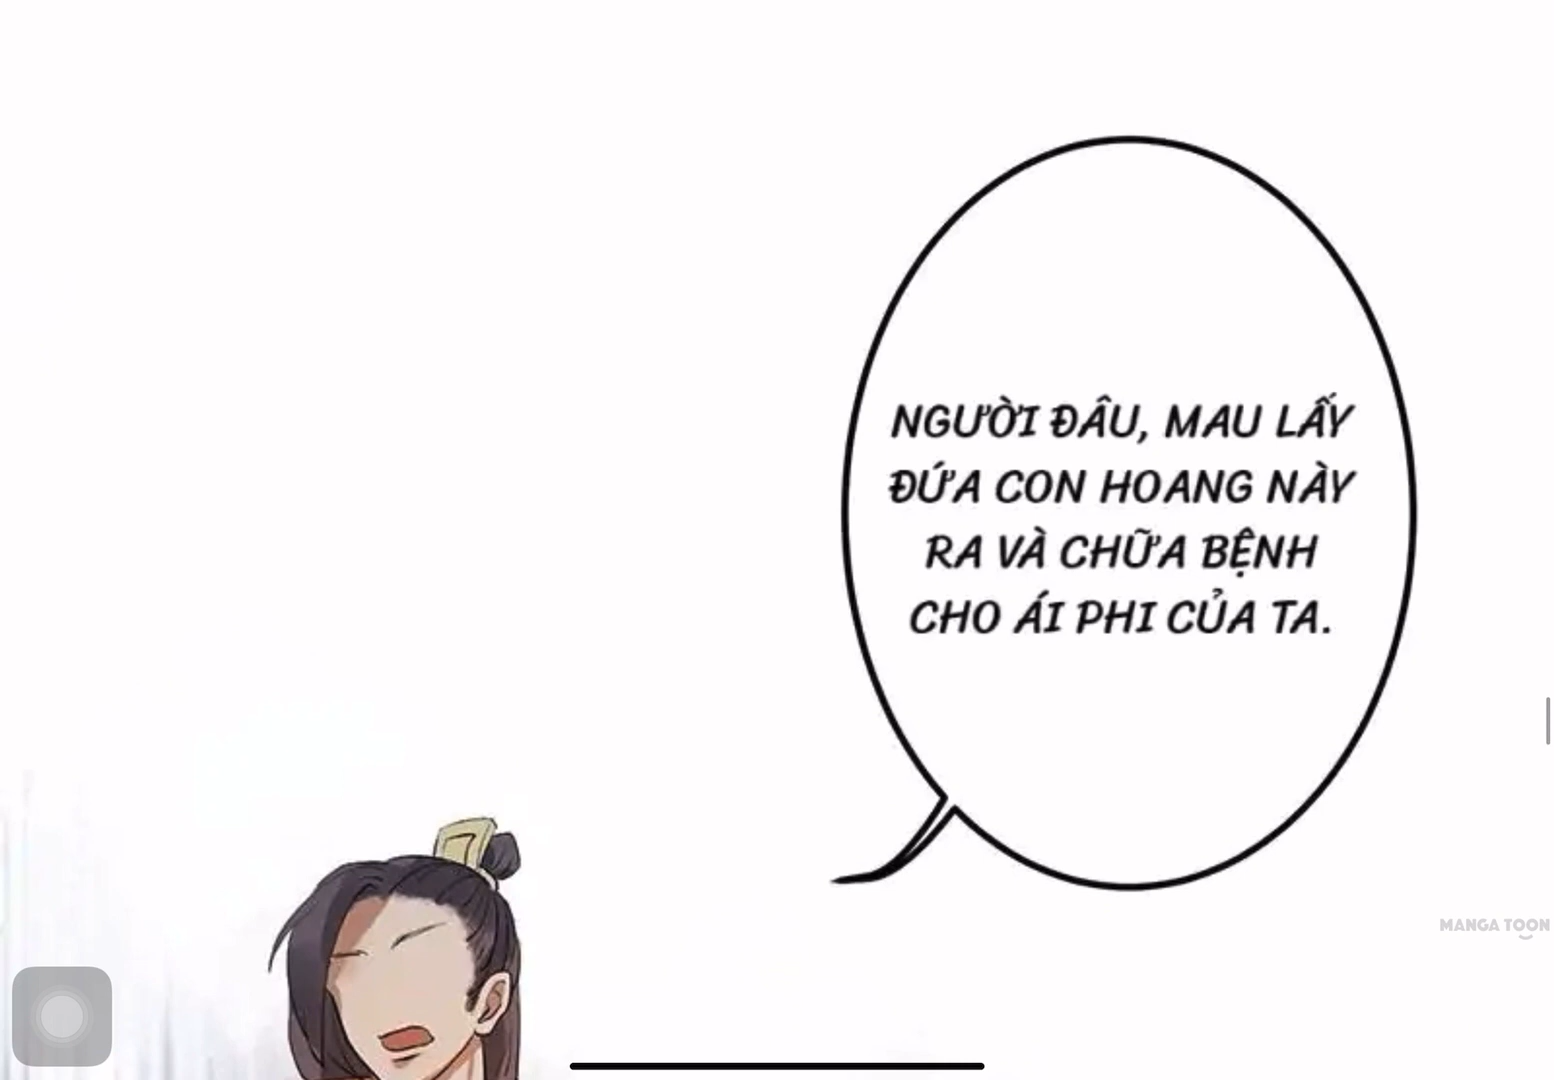 NGƯỜI ĐÂU, MAU LẤY
ĐỨA CON HOANG NÀY
RA VÀ CHỮA BỆNH
CHO ÁI PHI CỦA TA.
MANGA TOON